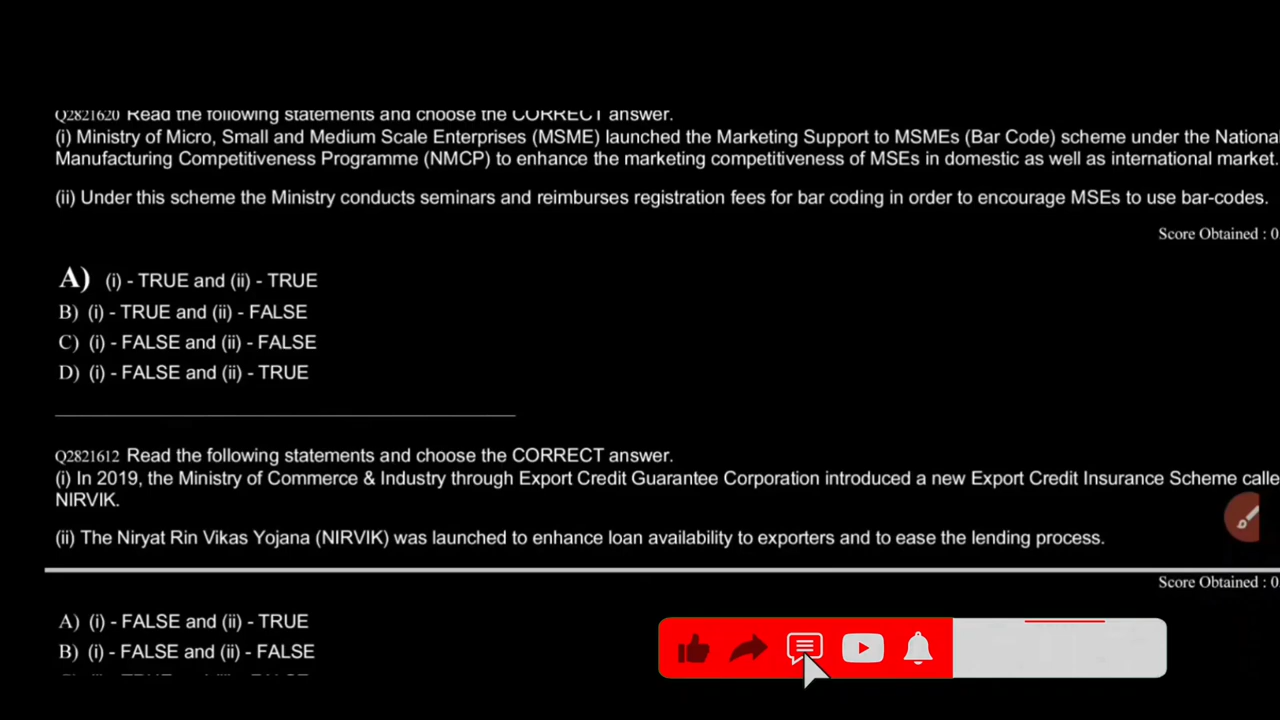 Q2821620 Read the following statements and choose the CORRECT answer.
(i) Ministry of Micro, Small and Medium Scale Enterprises (MSME) launched the Marketing Support to MSMEs (Bar Code) scheme under the Nationa
Manufacturing Competitiveness Programme (NMCP) to enhance the marketing competitiveness of MSEs in domestic as well as international market.
(ii) Under this scheme the Ministry conducts seminars and reimburses registration fees for bar coding in order to encourage MSEs to use bar-codes.
Score Obtained : 0
A) (i) - TRUE and (ii) - TRUE
B) (i) - TRUE and (ii) - FALSE
C) (i) - FALSE and (ii) - FALSE
D) (i) - FALSE and (ii) - TRUE
Q2821612 Read the following statements and choose the CORRECT answer.
(i) In 2019, the Ministry of Commerce & Industry through Export Credit Guarantee Corporation introduced a new Export Credit Insurance Scheme calle
NIRVIK.
(ii) The Niryat Rin Vikas Yojana (NIRVIK) was launched to enhance loan availability to exporters and to ease the lending process.
Score Obtained : 0
A) (i) - FALSE and (ii) - TRUE
B) (i) - FALSE and (ii) - FALSE